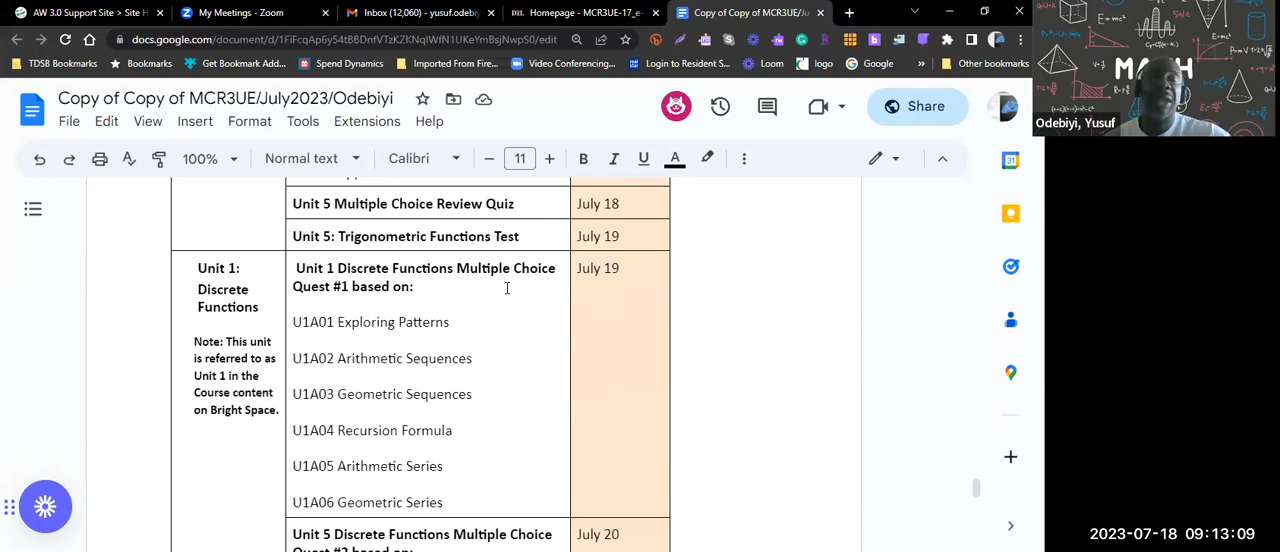 AW 3.0 Support Site > Site H
My Meetings - Zoom
Inbox (12,060) - yusuf.odebiy
Homepage - MCR3UE-17_e-
Copy of Copy of MCR3UE/Ju
docs.google.com/document/d/1FiFcqAp6y54tBBDnfVTzKZKNqIWfN1UKeYmBsjNwpS0/edit
TDSB Bookmarks
Bookmarks
Get Bookmark Add...
Spend Dynamics
Imported From Firef...
Video Conferencing...
Login to Resident S...
Loom
logo
Google
Other bookmarks
Copy of Copy of MCR3UE/July2023/Odebiyi
Share
File Edit View Insert Format Tools Extensions Help
100% Normal text Calibri 11
Unit 5 Multiple Choice Review Quiz
July 18
Unit 5: Trigonometric Functions Test
July 19
Unit 1:
Discrete
Functions
Note: This unit
is referred to as
Unit 1 in the
Course content
on Bright Space.
Unit 1 Discrete Functions Multiple Choice
Quest #1 based on:
July 19
U1A01 Exploring Patterns
U1A02 Arithmetic Sequences
U1A03 Geometric Sequences
U1A04 Recursion Formula
U1A05 Arithmetic Series
U1A06 Geometric Series
Unit 5 Discrete Functions Multiple Choice
July 20
MATH
E=mc²
Odebiyi, Yusuf
2023-07-18 09:13:09